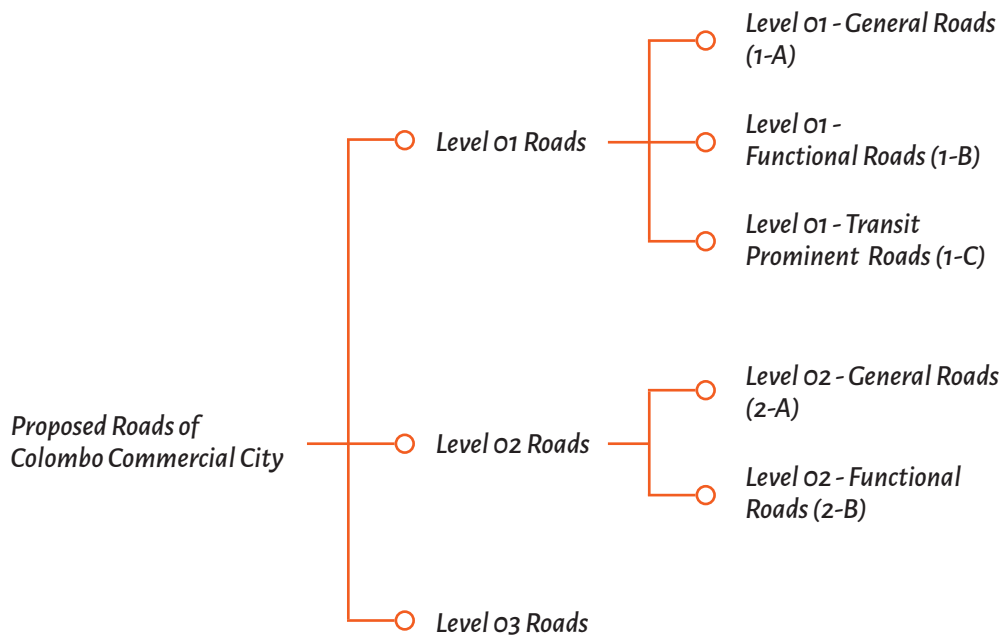 Proposed Roads of
Colombo Commercial City
Level 01 Roads
Level 01 - General Roads
(1-A)
Level 01 -
Functional Roads (1-B)
Level 01 - Transit
Prominent Roads (1-C)
Level 02 Roads
Level 02 - General Roads
(2-A)
Level 02 - Functional
Roads (2-B)
Level 03 Roads